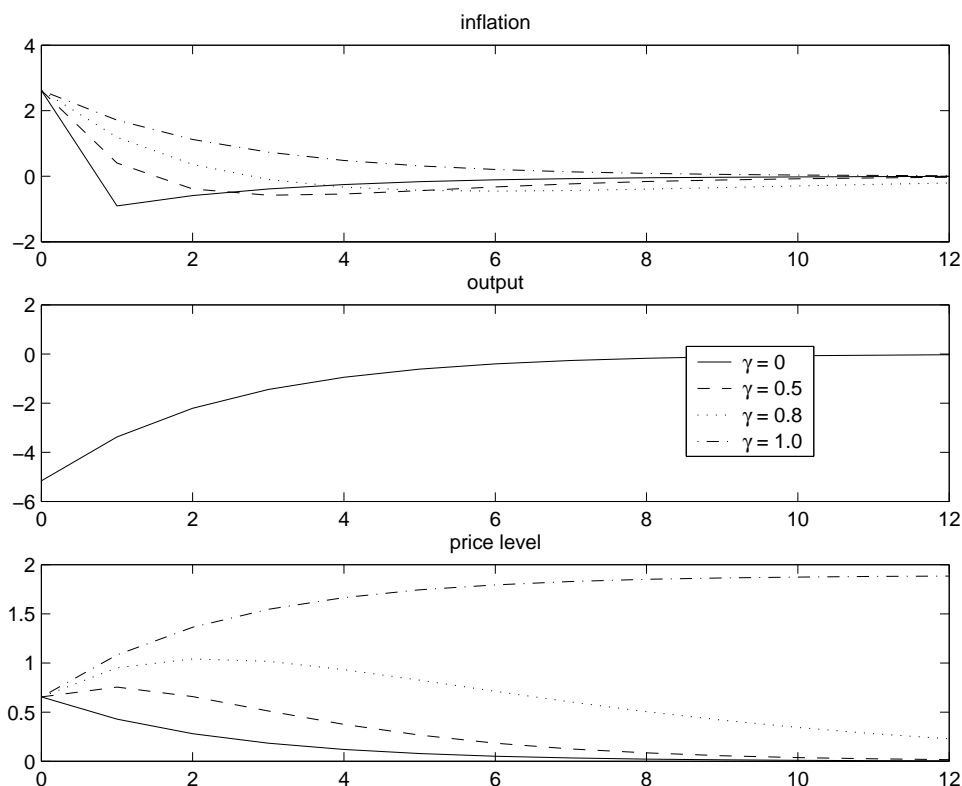 inflation
4
2
0
−2
0 2 4 6 8 10 12
output
2
0
−2
−4
−6
γ = 0
γ = 0.5
γ = 0.8
γ = 1.0
0 2 4 6 8 10 12
price level
2
1.5
1
0.5
0
0 2 4 6 8 10 12